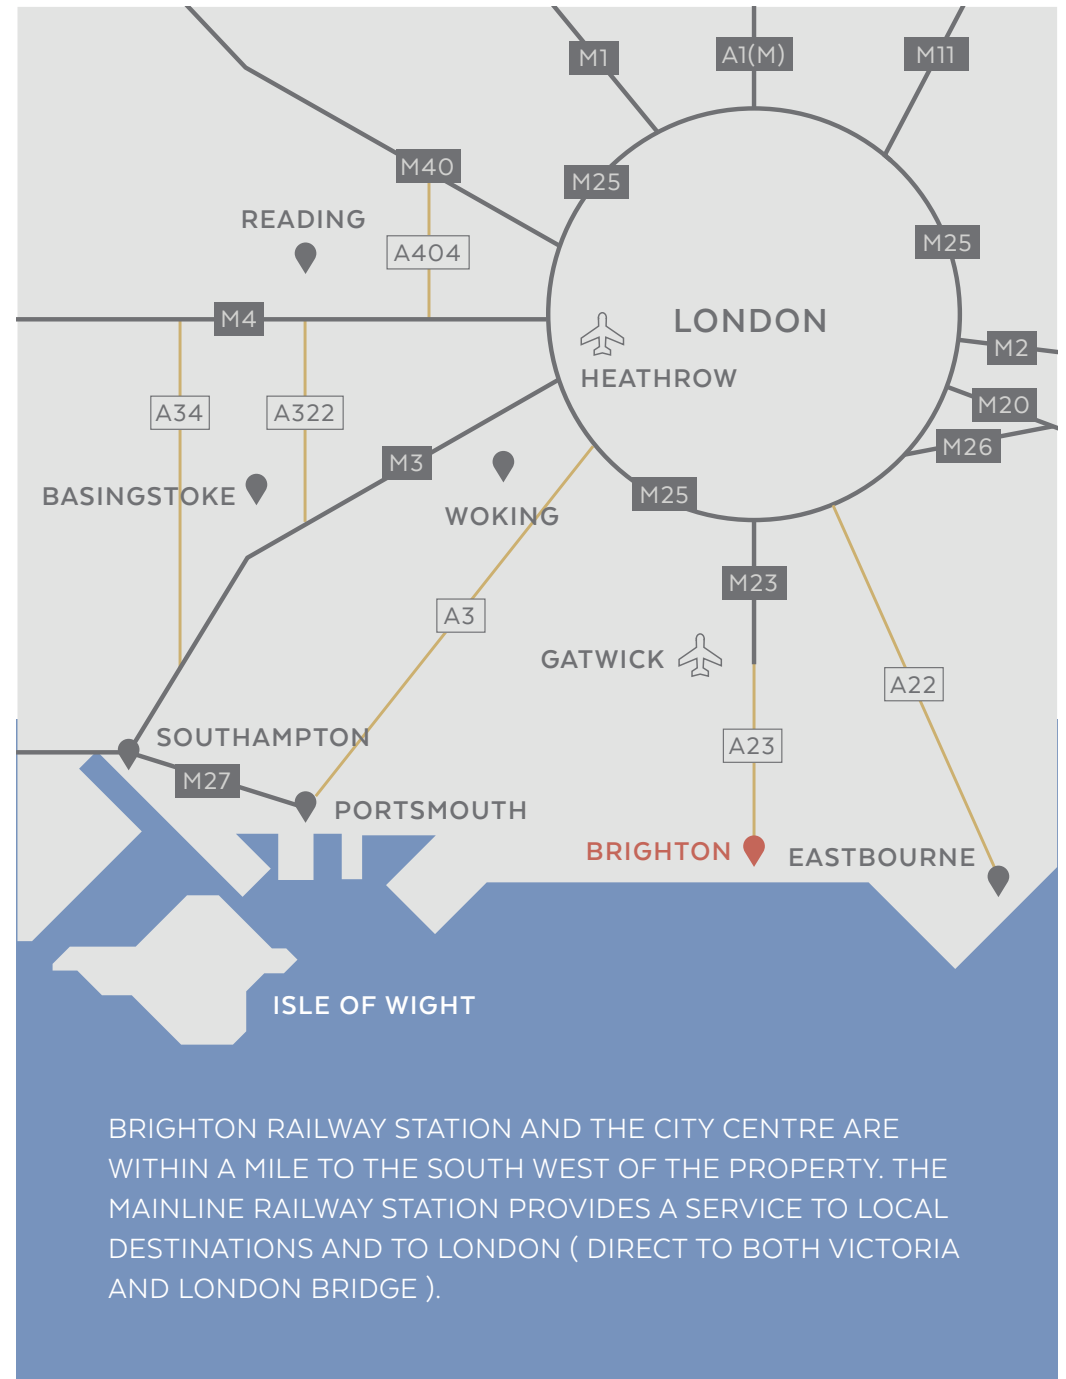 M1
A1(M)
M11
M40
M25
READING
M25
A404
M4
LONDON
M2
HEATHROW
M20
A34
A322
M26
M3
BASINGSTOKE
M25
WOKING
M23
A3
GATWICK
A22
SOUTHAMPTON
A23
M27
PORTSMOUTH
BRIGHTON
EASTBOURNE
ISLE OF WIGHT
BRIGHTON RAILWAY STATION AND THE CITY CENTRE ARE
WITHIN A MILE TO THE SOUTH WEST OF THE PROPERTY. THE
MAINLINE RAILWAY STATION PROVIDES A SERVICE TO LOCAL
DESTINATIONS AND TO LONDON ( DIRECT TO BOTH VICTORIA
AND LONDON BRIDGE ).